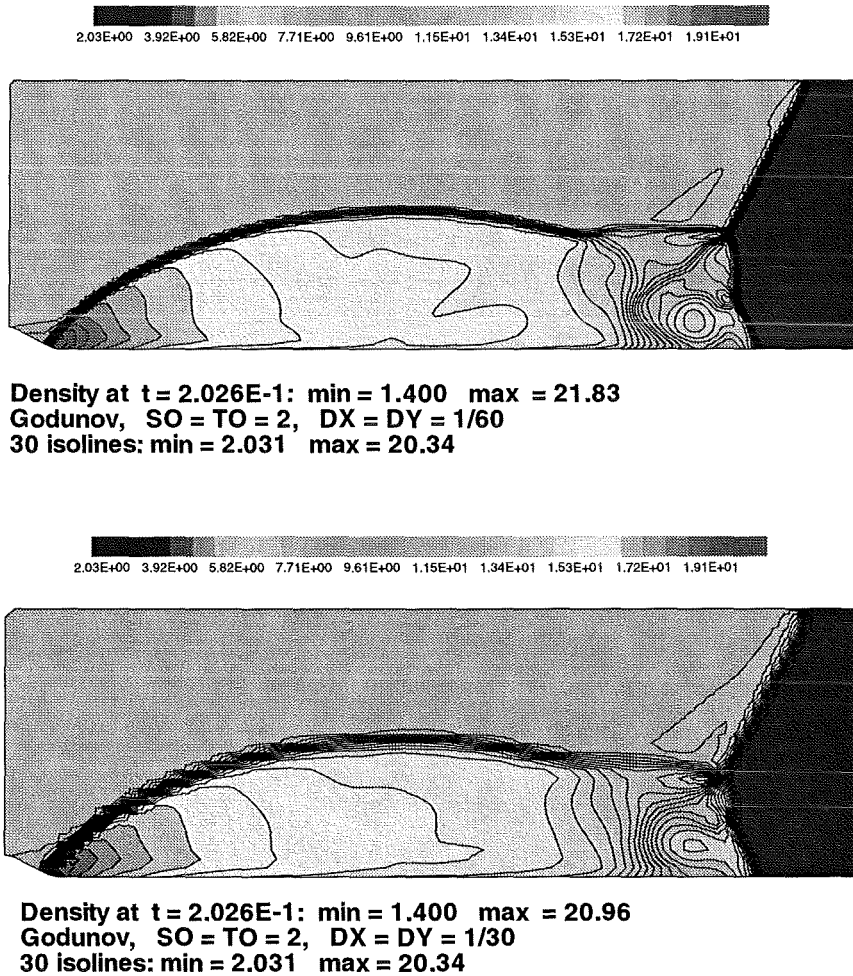 2.03E+00 3.92E+00 5.82E+00 7.71E+00 9.61E+00 1.15E+01 1.34E+01 1.53E+01 1.72E+01 1.91E+01
Density at t = 2.026E-1: min = 1.400 max = 21.83
Godunov, SO = TO = 2, DX = DY = 1/60
30 isolines: min = 2.031 max = 20.34
2.03E+00 3.92E+00 5.82E+00 7.71E+00 9.61E+00 1.15E+01 1.34E+01 1.53E+01 1.72E+01 1.91E+01
Density at t = 2.026E-1: min = 1.400 max = 20.96
Godunov, SO = TO = 2, DX = DY = 1/30
30 isolines: min = 2.031 max = 20.34